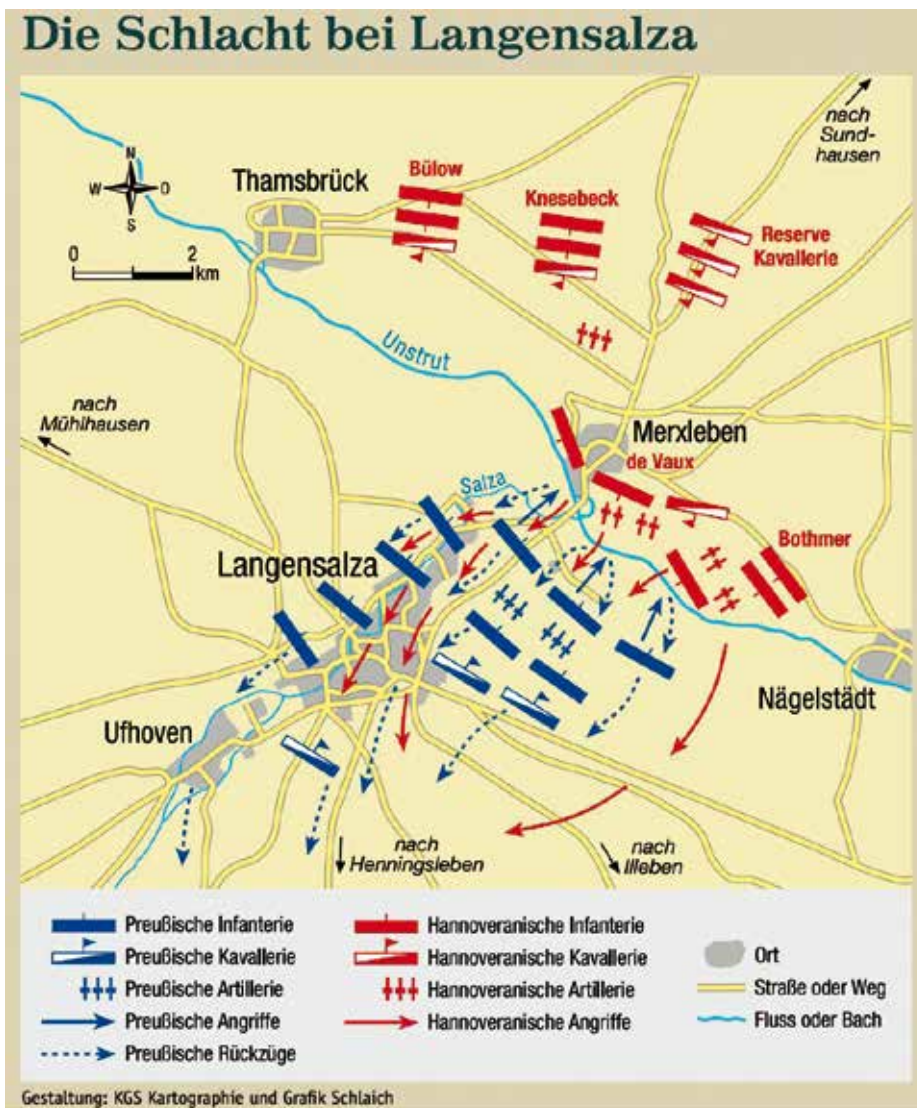 Die Schlacht bei Langensalza
nach
Sund-
hausen
N
W O
S
0 2
km
Thamsbrück
Bülow
Knesebeck
Reserve
Kavallerie
Unstrut
nach
Mühlhausen
Merxleben
de Vaux
Salza
Langensalza
Bothmer
Nägelstädt
Ufhoven
nach
Henningsleben
nach
Illeben
Preußische Infanterie
Preußische Kavallerie
Preußische Artillerie
Preußische Angriffe
Preußische Rückzüge
Hannoveranische Infanterie
Hannoveranische Kavallerie
Hannoveranische Artillerie
Hannoveranische Angriffe
Ort
Straße oder Weg
Fluss oder Bach
Gestaltung: KGS Kartographie und Grafik Schlaich